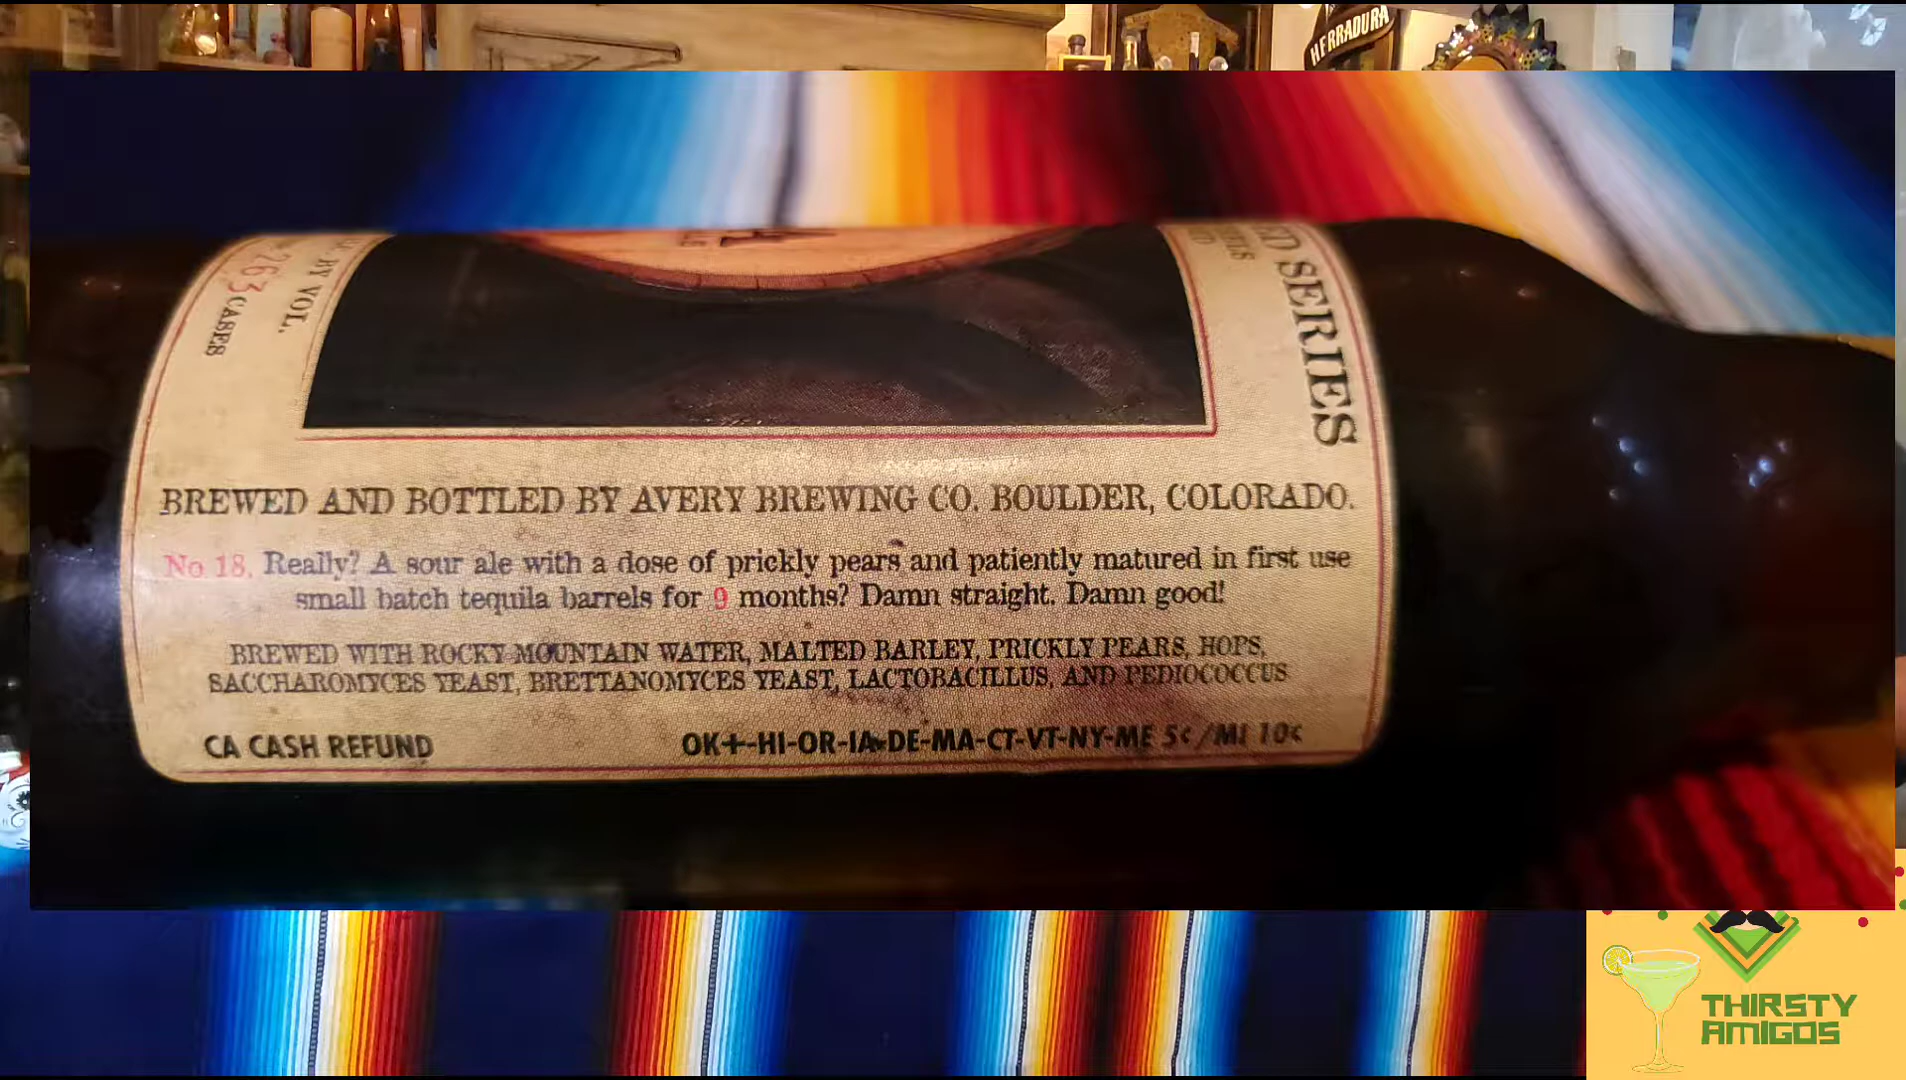 HERRADURA
BY VOL.
263 CASES
SERIES
BREWED AND BOTTLED BY AVERY BREWING CO. BOULDER, COLORADO.
No 18. Really? A sour ale with a dose of prickly pears and patiently matured in first use
small batch tequila barrels for 9 months? Damn straight. Damn good!
BREWED WITH ROCKY MOUNTAIN WATER, MALTED BARLEY, PRICKLY PEARS, HOPS,
SACCHAROMYCES YEAST, BRETTANOMYCES YEAST, LACTOBACILLUS, AND PEDIOCOCCUS
CA CASH REFUND
OK+-HI-OR-IA-DE-MA-CT-VT-NY-ME 5¢/MI 10¢
THIRSTY
AMIGOS